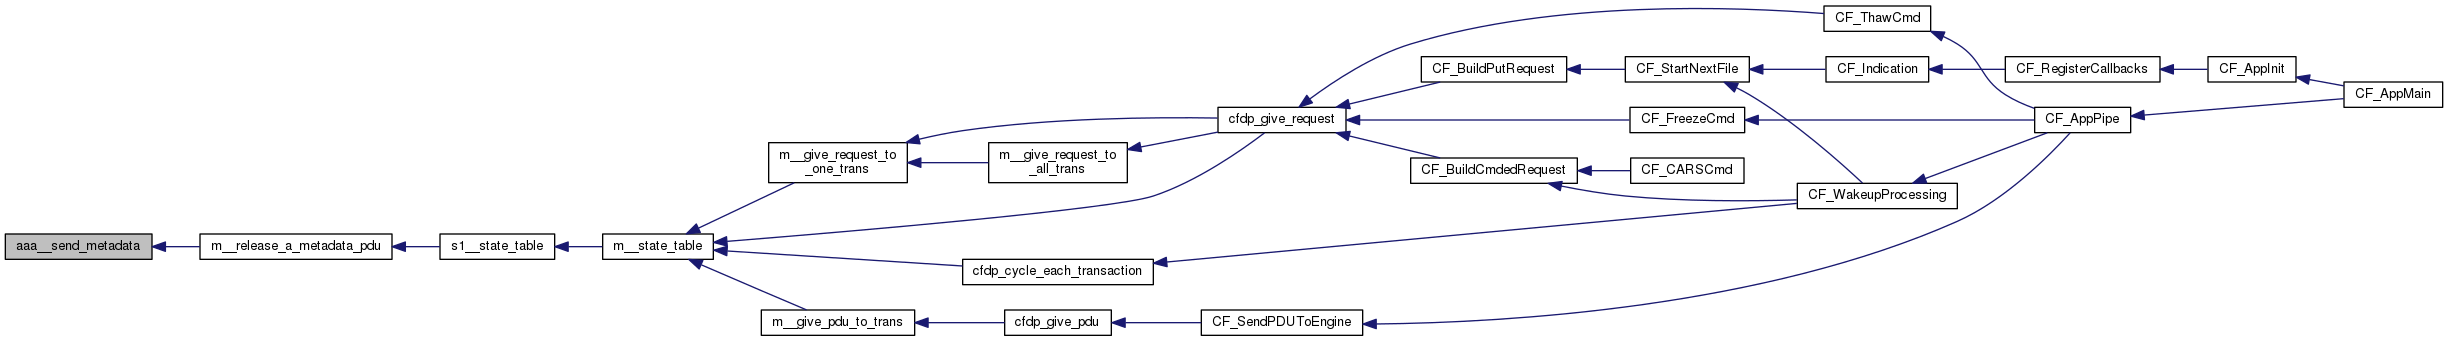 aaa__send_metadata
m__release_a_metadata_pdu
s1__state_table
m__state_table
m__give_request_to
_one_trans
m__give_request_to
_all_trans
cfdp_give_request
cfdp_cycle_each_transaction
m__give_pdu_to_trans
cfdp_give_pdu
CF_SendPDUToEngine
CF_ThawCmd
CF_BuildPutRequest
CF_StartNextFile
CF_Indication
CF_RegisterCallbacks
CF_AppInit
CF_AppMain
CF_FreezeCmd
CF_AppPipe
CF_BuildCmdedRequest
CF_CARSCmd
CF_WakeupProcessing